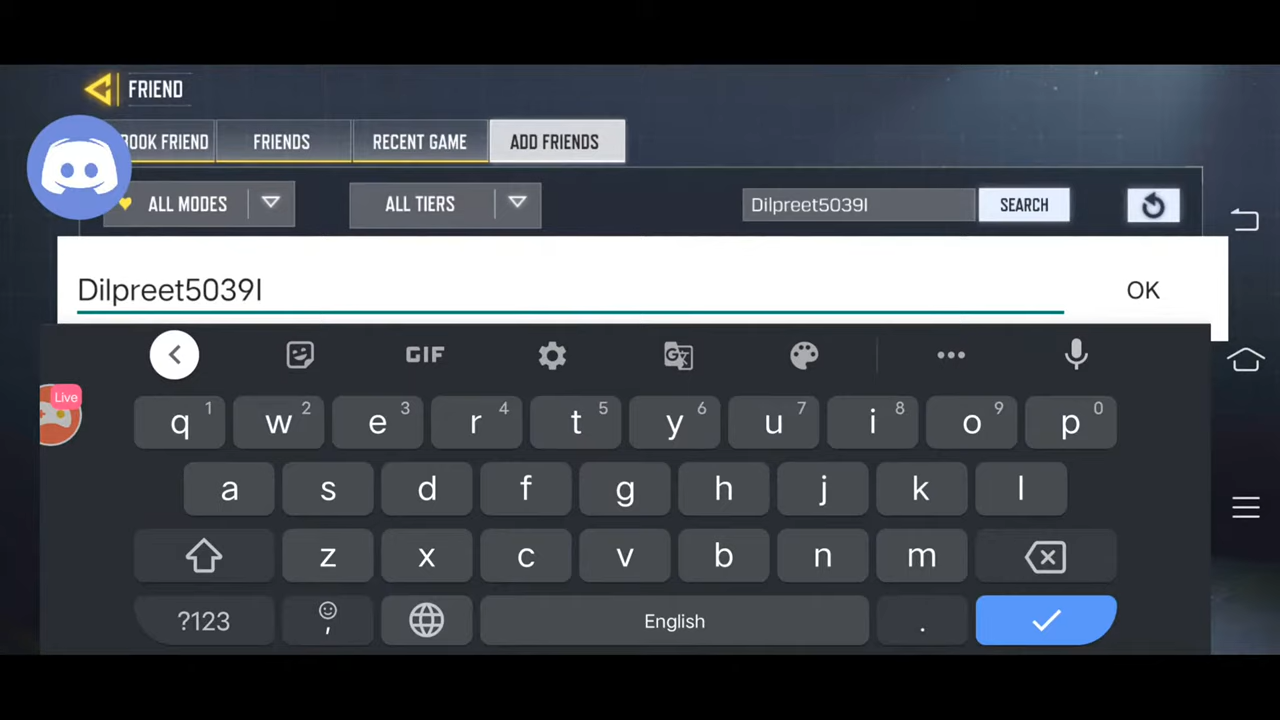 FRIEND
BOOK FRIEND
FRIENDS
RECENT GAME
ADD FRIENDS
ALL MODES
ALL TIERS
Dilpreet5039l
SEARCH
Dilpreet5039l
OK
GIF
Live
q 1 w 2 e 3 r 4 t 5 y 6 u 7 i 8 o 9 p 0
a s d f g h j k l
z x c v b n m
?123 , English .